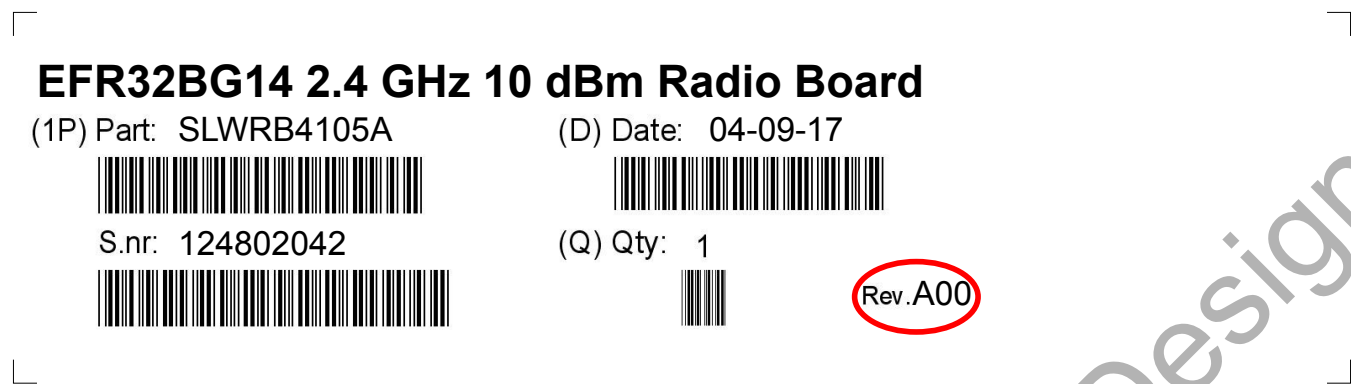 EFR32BG14 2.4 GHz 10 dBm Radio Board
(1P) Part: SLWRB4105A (D) Date: 04-09-17
S.nr: 124802042 (Q) Qty: 1
Rev.A00
Design